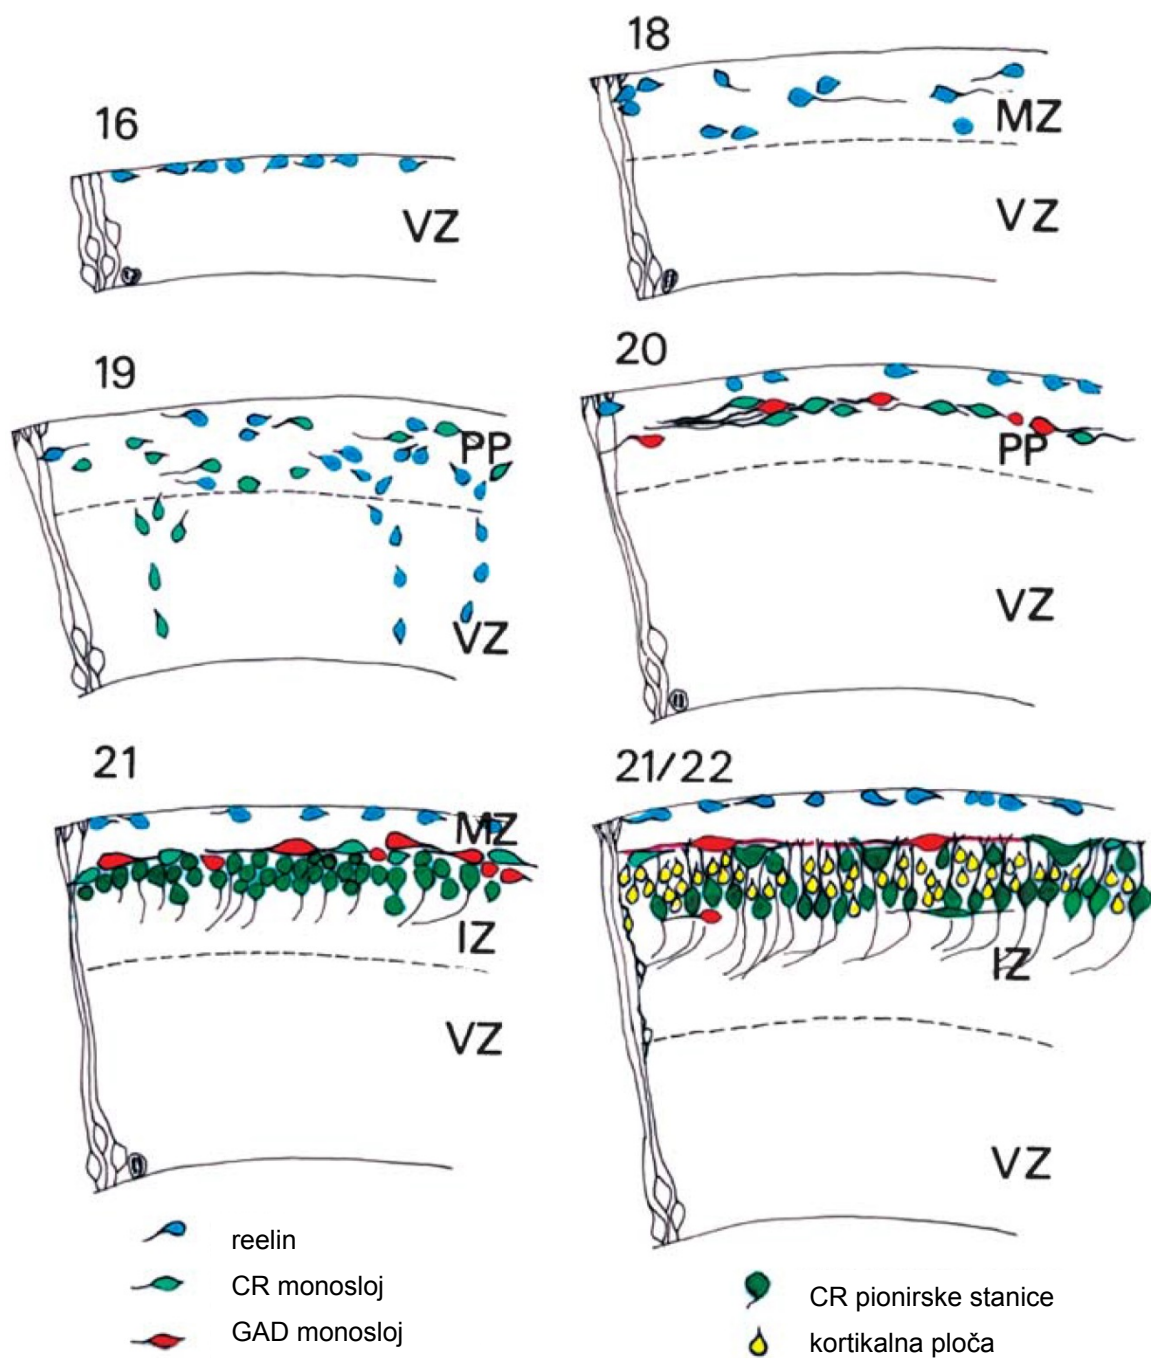 16
VZ
18
MZ
VZ
19
PP
VZ
20
PP
VZ
21
MZ
IZ
VZ
21/22
IZ
VZ
reelin
CR monosloj
GAD monosloj
CR pionirske stanice
kortikalna ploča